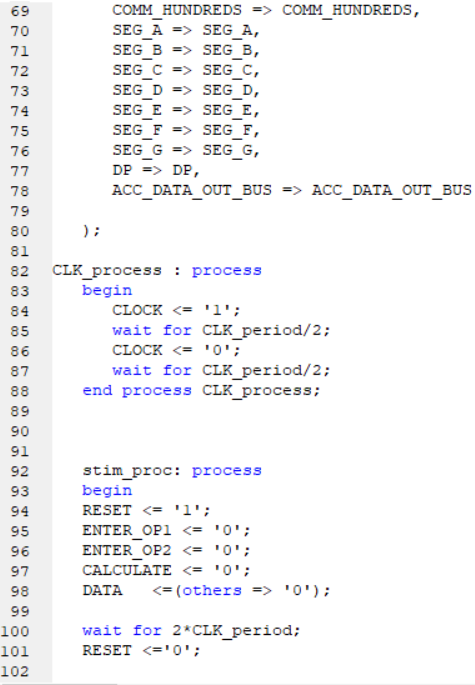 69 COMM_HUNDREDS => COMM_HUNDREDS,
70 SEG_A => SEG_A,
71 SEG_B => SEG_B,
72 SEG_C => SEG_C,
73 SEG_D => SEG_D,
74 SEG_E => SEG_E,
75 SEG_F => SEG_F,
76 SEG_G => SEG_G,
77 DP => DP,
78 ACC_DATA_OUT_BUS => ACC_DATA_OUT_BUS
79
80 );
81
82 CLK_process : process
83 begin
84 CLOCK <= '1';
85 wait for CLK_period/2;
86 CLOCK <= '0';
87 wait for CLK_period/2;
88 end process CLK_process;
89
90
91
92 stim_proc: process
93 begin
94 RESET <= '1';
95 ENTER_OP1 <= '0';
96 ENTER_OP2 <= '0';
97 CALCULATE <= '0';
98 DATA <=(others => '0');
99
100 wait for 2*CLK_period;
101 RESET <='0';
102